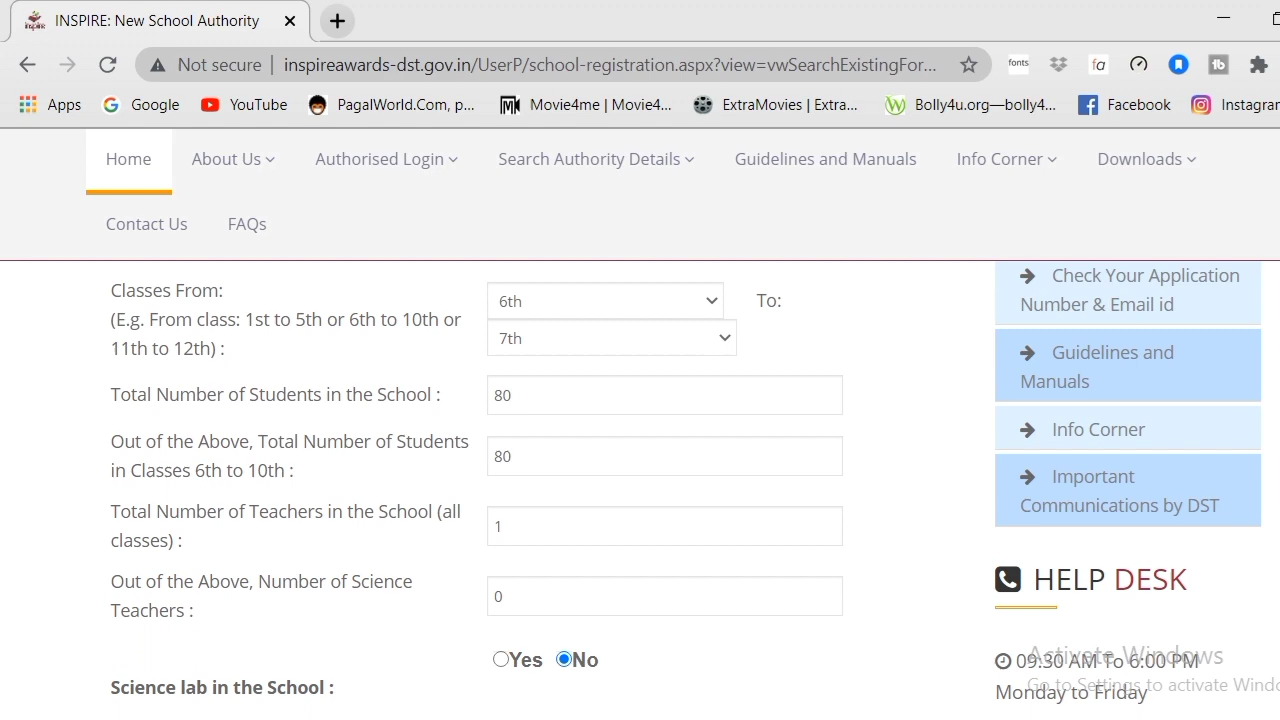 INSPIRE: New School Authority
Not secure | inspireawards-dst.gov.in/UserP/school-registration.aspx?view=vwSearchExistingFor...
fonts
fa
tb
Apps Google YouTube PagalWorld.Com, p... Movie4me | Movie4... ExtraMovies | Extra... Bolly4u.org—bolly4... Facebook Instagram
Home About Us Authorised Login Search Authority Details Guidelines and Manuals Info Corner Downloads
Contact Us FAQs
Classes From:
(E.g. From class: 1st to 5th or 6th to 10th or
11th to 12th) :
6th To:
7th
Total Number of Students in the School : 80
Out of the Above, Total Number of Students
in Classes 6th to 10th :
80
Total Number of Teachers in the School (all
classes) :
1
Out of the Above, Number of Science
Teachers :
0
Yes No
Science lab in the School :
Check Your Application
Number & Email id
Guidelines and
Manuals
Info Corner
Important
Communications by DST
HELP DESK
09:30 AM To 6:00 PM
Monday to Friday
Activate Windows
Go to Settings to activate Windo